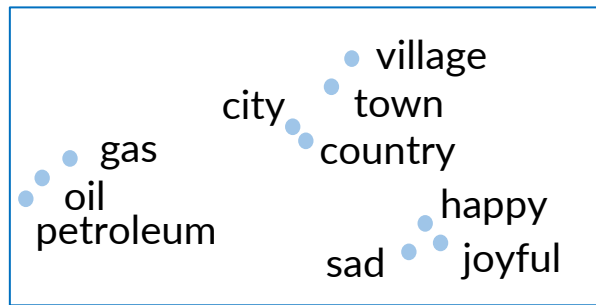 village
city
town
gas
country
oil
happy
petroleum
sad
joyful